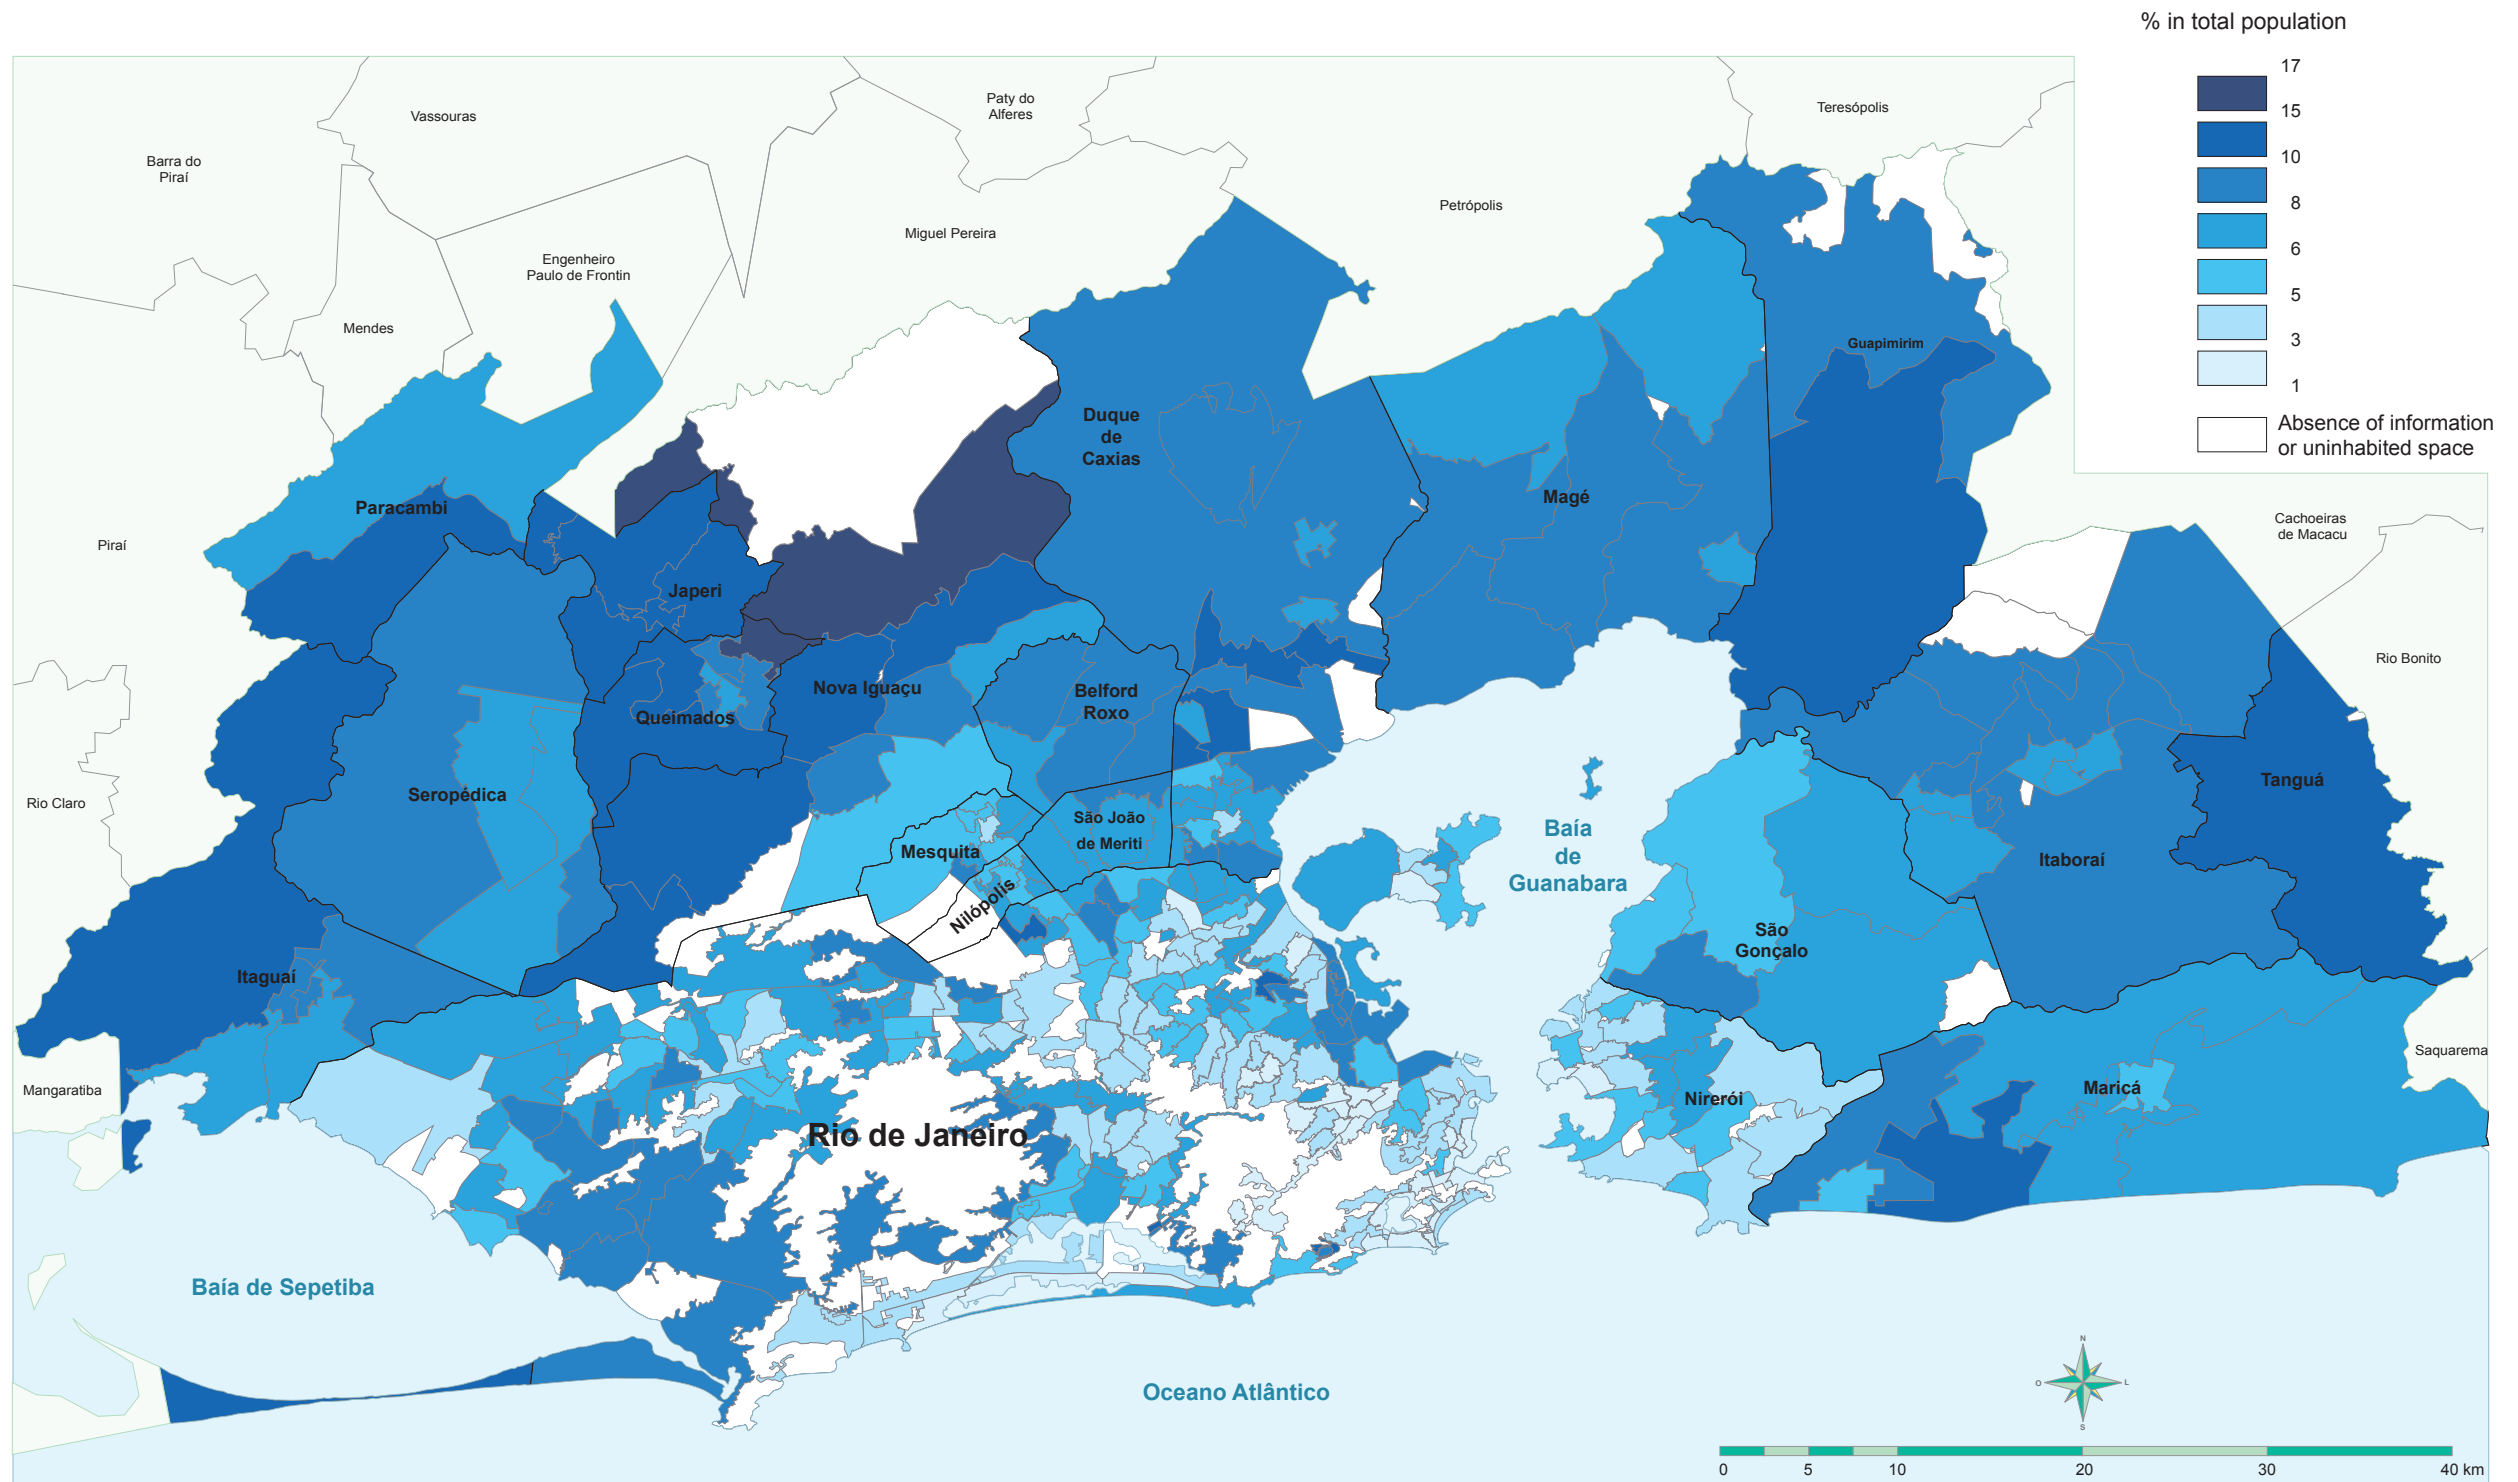 % in total population
17
15
10
8
6
5
3
1
Absence of information
or uninhabited space
Vassouras
Paty do
Alferes
Teresópolis
Barra do
Piraí
Petrópolis
Miguel Pereira
Engenheiro
Paulo de Frontin
Mendes
Guapimirim
Duque
de
Caxias
Paracambi
Magé
Cachoeiras
de Macacu
Piraí
Japeri
Rio Bonito
Nova Iguaçu
Belford
Roxo
Queimados
Tanguá
Seropédica
Rio Claro
São João
de Meriti
Baía
de
Guanabara
Mesquita
Itaboraí
Nilópolis
São
Gonçalo
Itaguaí
Saquarema
Mangaratiba
Maricá
Nirerói
Rio de Janeiro
Baía de Sepetiba
Oceano Atlântico
N
O
L
S
0
5
10
20
30
40 km